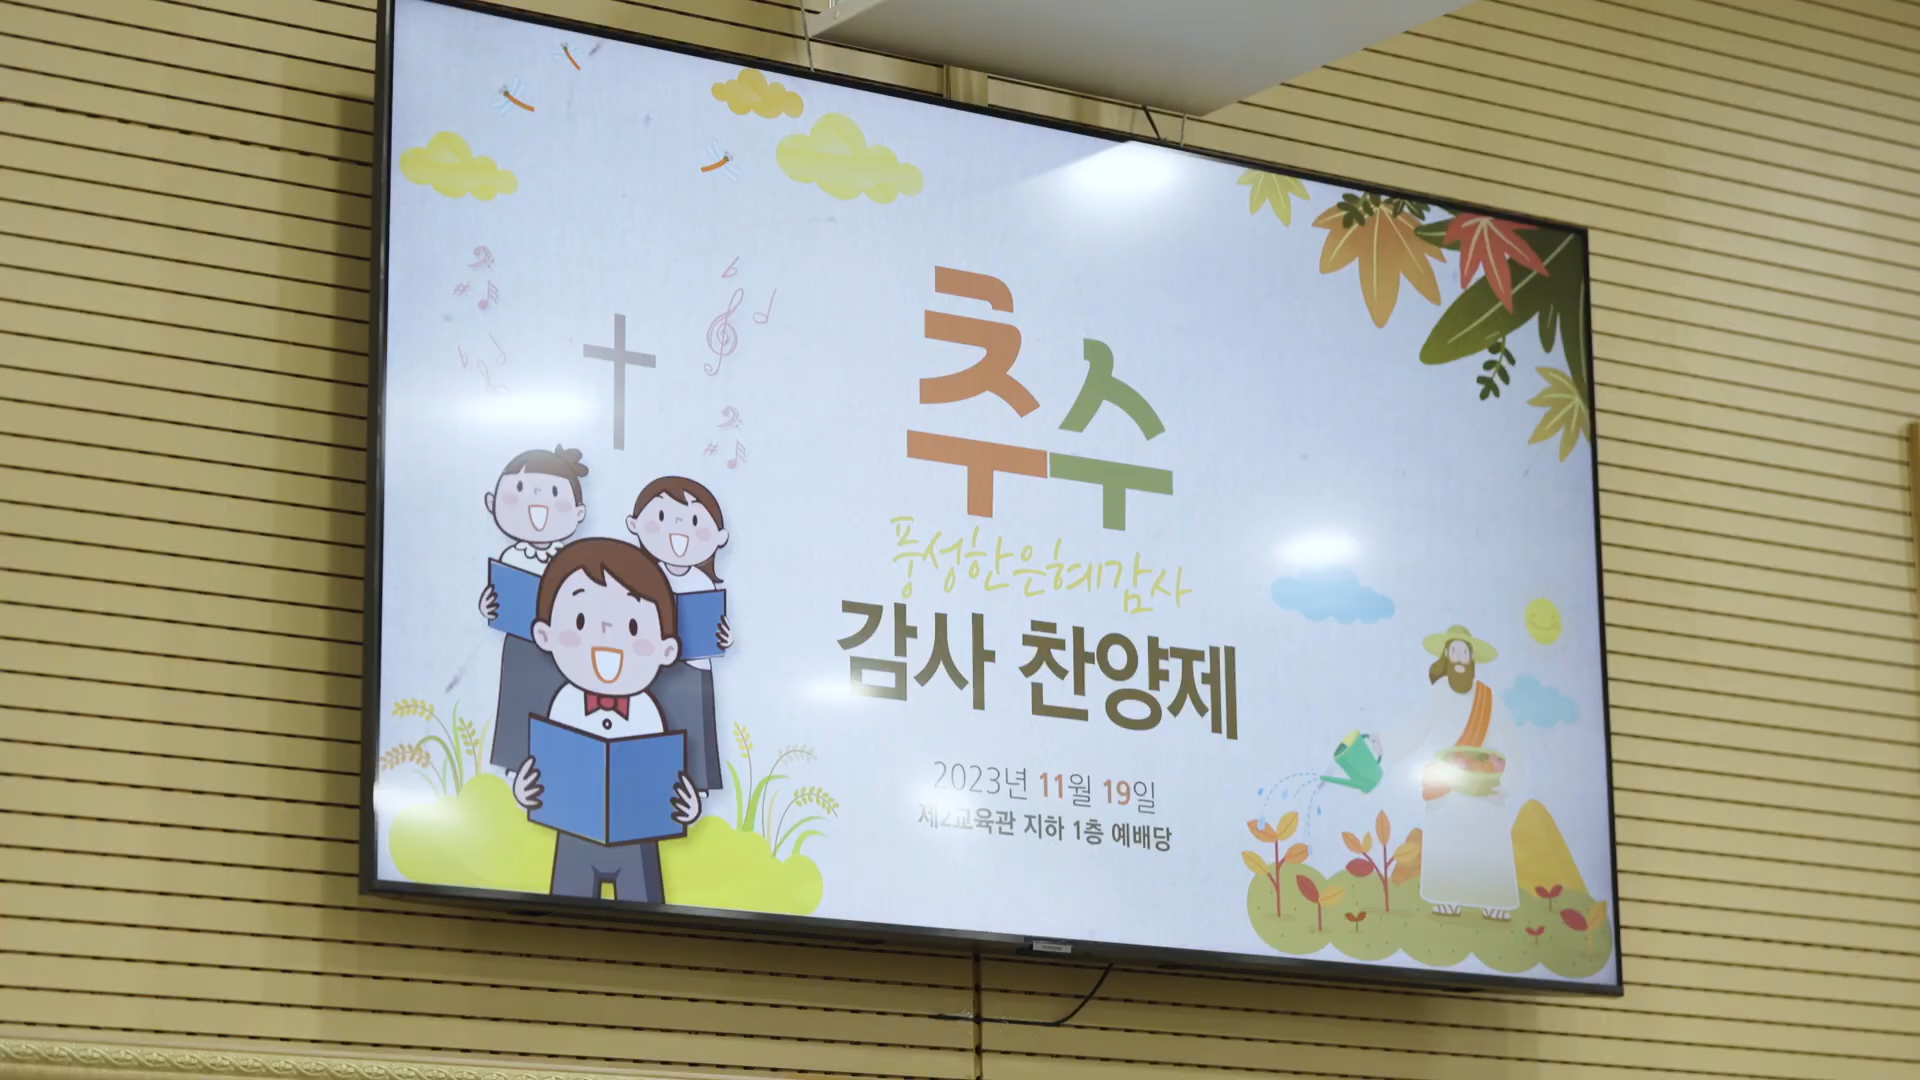 추수
풍성한은혜감사
감사 찬양제
2023년 11월 19일
제2교육관 지하 1층 예배당
SAMSUNG